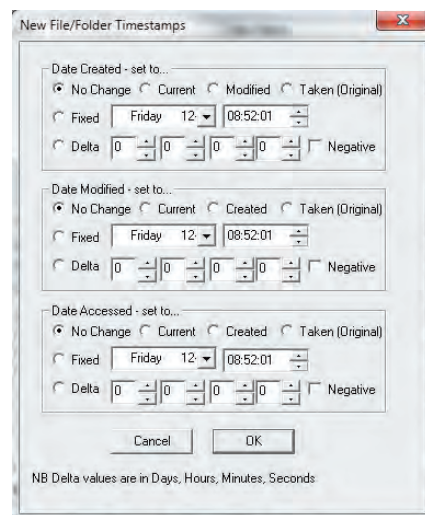 New File/Folder Timestamps
Date Created - set to...
No Change Current Modified Taken (Original)
Fixed Friday 12- 08:52:01
Delta 0 0 0 0 Negative
Date Modified - set to...
No Change Current Created Taken (Original)
Fixed Friday 12- 08:52:01
Delta 0 0 0 0 Negative
Date Accessed - set to...
No Change Current Created Taken (Original)
Fixed Friday 12- 08:52:01
Delta 0 0 0 0 Negative
Cancel OK
NB Delta values are in Days, Hours, Minutes, Seconds